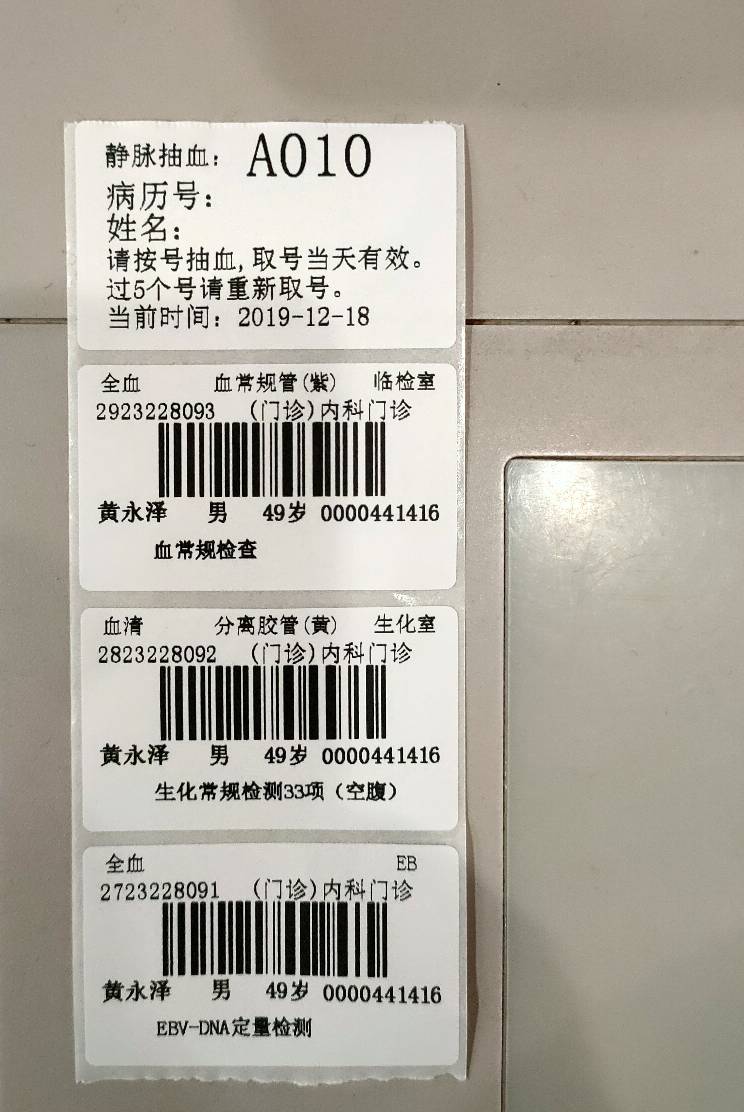 静脉抽血: A010
病历号:
姓名:
请按号抽血,取号当天有效。
过5个号请重新取号。
当前时间: 2019-12-18
全血 血常规管(紫) 临检室
2923228093 (门诊)内科门诊
黄永泽 男 49岁 0000441416
血常规检查
血清 分离胶管(黄) 生化室
2823228092 (门诊)内科门诊
黄永泽 男 49岁 0000441416
生化常规检测33项(空腹)
全血 EB
2723228091 (门诊)内科门诊
黄永泽 男 49岁 0000441416
EBV-DNA定量检测